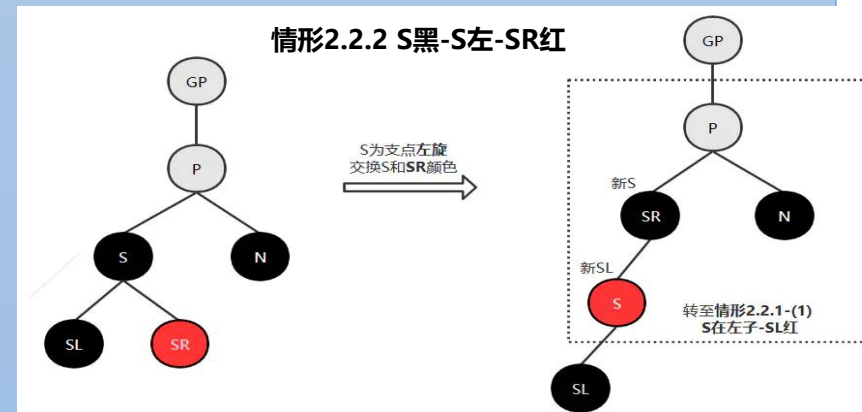 情形2.2.2 S黑-S左-SR红
GP
P
S
N
SL
SR
S为支点左旋
交换S和SR颜色
GP
P
新S
SR
N
新SL
S
转至情形2.2.1-(1)
S在左子-SL红
SL